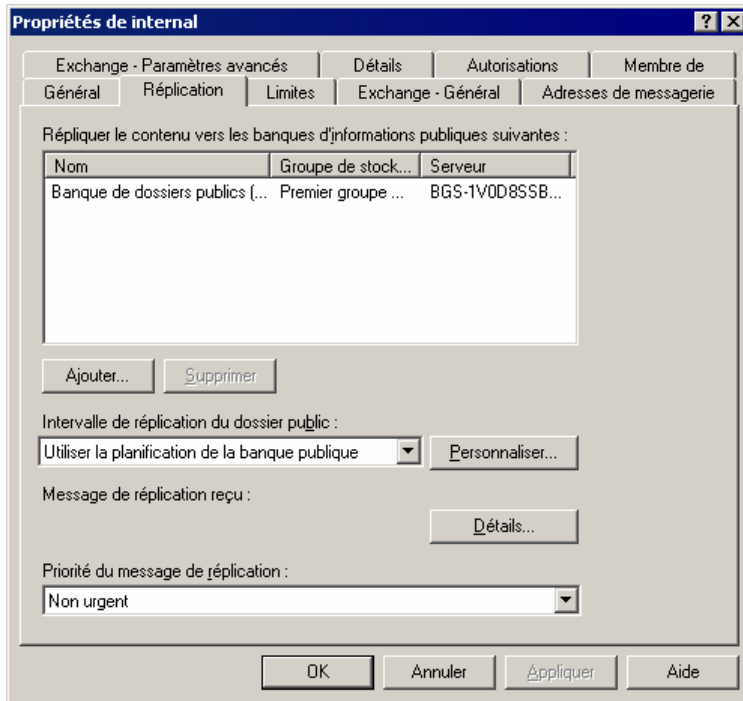 Propriétés de internal
Exchange - Paramètres avancés Détails Autorisations Membre de
Général Réplication Limites Exchange - Général Adresses de messagerie
Répliquer le contenu vers les banques d'informations publiques suivantes :
Nom Groupe de stock... Serveur
Banque de dossiers publics (... Premier groupe ... BGS-1V0D8SSB...
Ajouter... Supprimer
Intervalle de réplication du dossier public :
Utiliser la planification de la banque publique Personnaliser...
Message de réplication reçu :
Détails...
Priorité du message de réplication :
Non urgent
OK Annuler Appliquer Aide